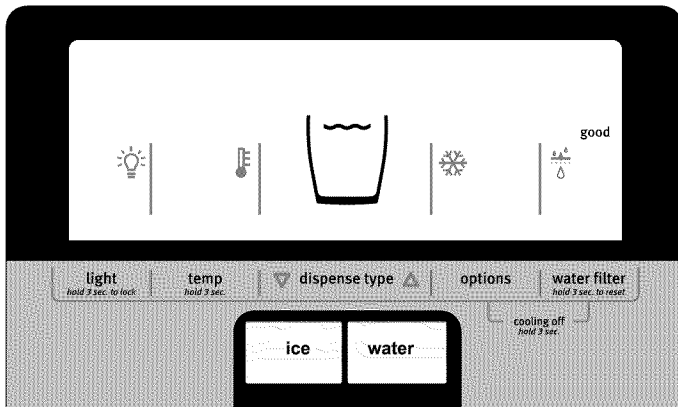 good
light
hold 3 sec. to lock
temp
hold 3 sec.
dispense type
options
water filter
hold 3 sec. to reset
cooling off
hold 3 sec.
ice
water